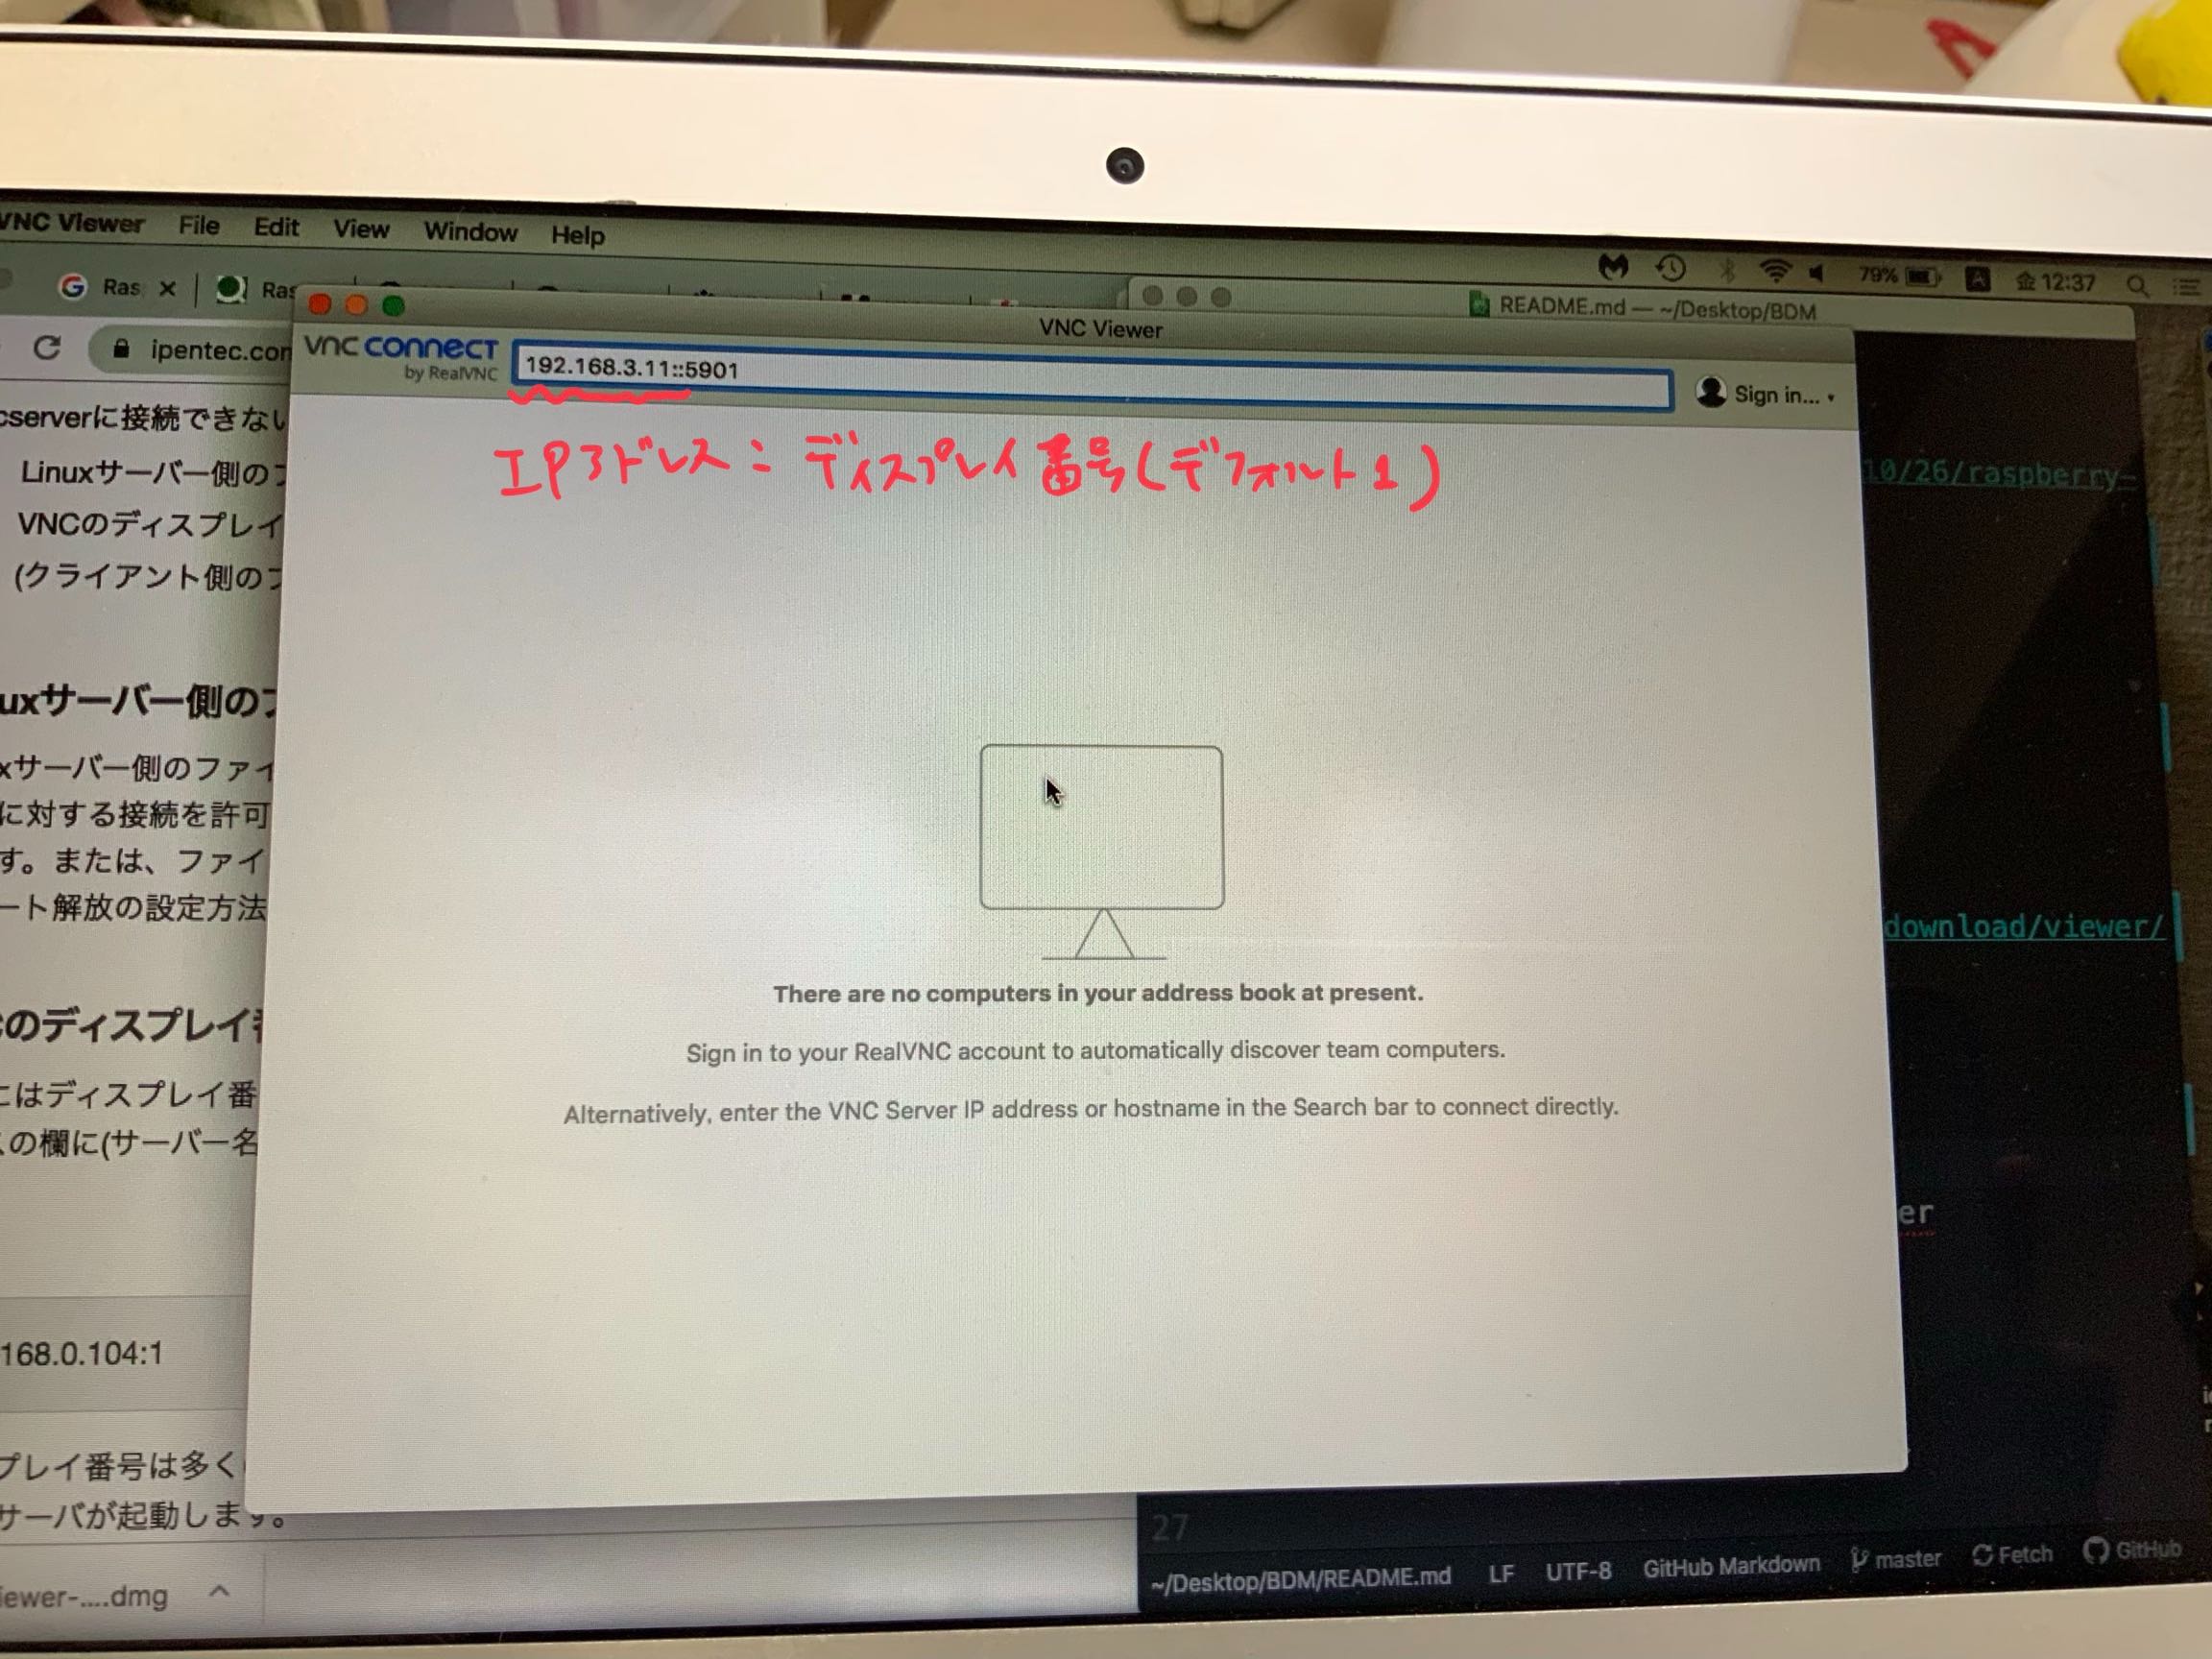 VNC Viewer File Edit View Window Help
79% A 金 12:37
Ras
Ras
README.md — ~/Desktop/BDM
VNC Viewer
ipentec.con
vnc connect
by RealVNC
192.168.3.11::5901
Sign in...
IPアドレス:ディスプレイ番号(デフォルト1)
cserverに接続できない
Linuxサーバー側の
VNCのディスプレイ
(クライアント側の
10/26/raspberry-
uxサーバー側の
xサーバー側のファイ
に対する接続を許可
す。または、ファイ
ート解放の設定方法
download/viewer/
There are no computers in your address book at present.
Sign in to your RealVNC account to automatically discover team computers.
Alternatively, enter the VNC Server IP address or hostname in the Search bar to connect directly.
のディスプレイ
にはディスプレイ番
の欄に(サーバー名
er
168.0.104:1
プレイ番号は多く
サーバが起動します。
27
iewer-....dmg
~/Desktop/BDM/README.md LF UTF-8 GitHub Markdown master Fetch GitHub